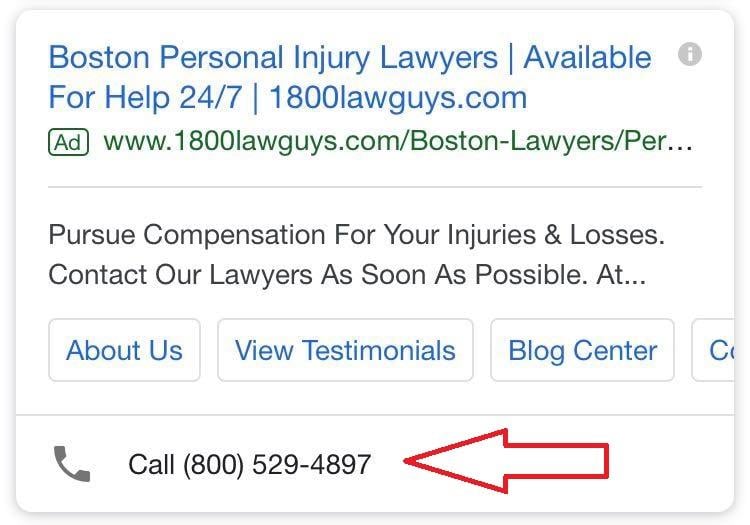 Boston Personal Injury Lawyers | Available
For Help 24/7 | 1800lawguys.com
Ad www.1800lawguys.com/Boston-Lawyers/Per...
Pursue Compensation For Your Injuries & Losses.
Contact Our Lawyers As Soon As Possible. At...
About Us View Testimonials Blog Center
Call (800) 529-4897